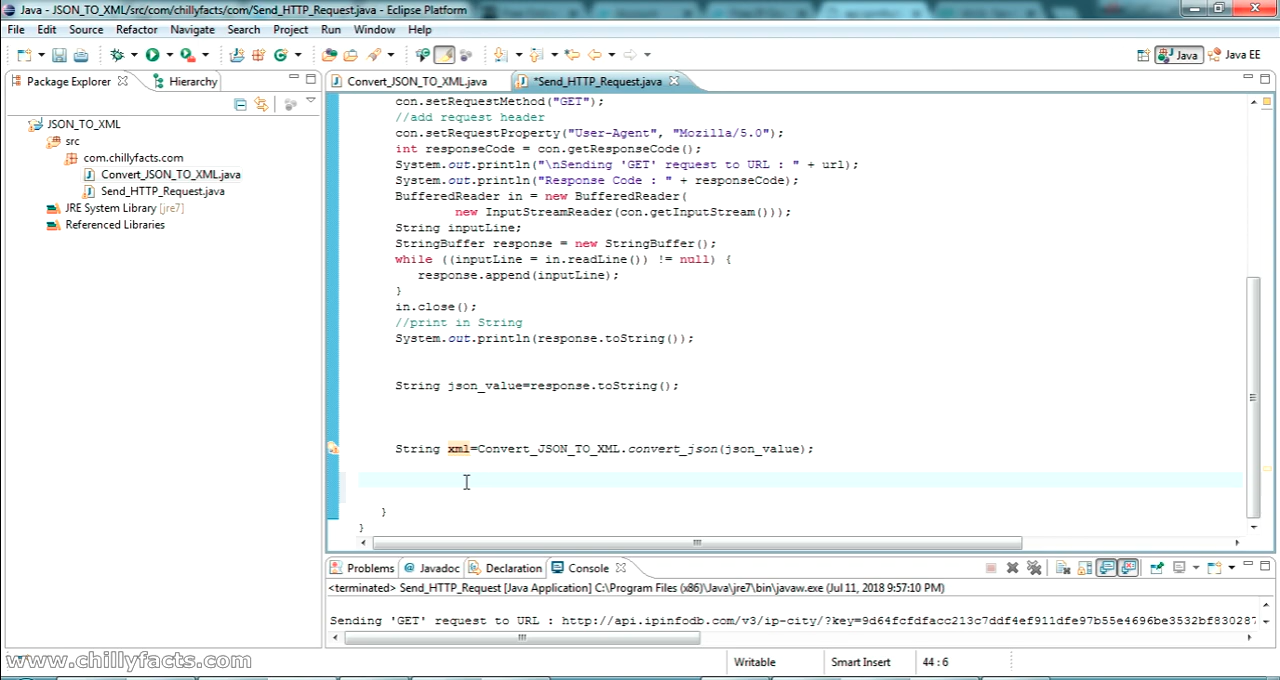 Java - JSON_TO_XML/src/com/chillyfacts/com/Send_HTTP_Request.java - Eclipse Platform
File Edit Source Refactor Navigate Search Project Run Window Help
Java Java EE
Package Explorer Hierarchy
Convert_JSON_TO_XML.java *Send_HTTP_Request.java
JSON_TO_XML
src
com.chillyfacts.com
Convert_JSON_TO_XML.java
Send_HTTP_Request.java
JRE System Library [jre7]
Referenced Libraries
con.setRequestMethod("GET");
//add request header
con.setRequestProperty("User-Agent", "Mozilla/5.0");
int responseCode = con.getResponseCode();
System.out.println("\nSending 'GET' request to URL : " + url);
System.out.println("Response Code : " + responseCode);
BufferedReader in = new BufferedReader(
new InputStreamReader(con.getInputStream()));
String inputLine;
StringBuffer response = new StringBuffer();
while ((inputLine = in.readLine()) != null) {
response.append(inputLine);
}
in.close();
//print in String
System.out.println(response.toString());
String json_value=response.toString();
String xml=Convert_JSON_TO_XML.convert_json(json_value);
}
}
Problems @ Javadoc Declaration Console
<terminated> Send_HTTP_Request [Java Application] C:\Program Files (x86)\Java\jre7\bin\javaw.exe (Jul 11, 2018 9:57:10 PM)
Sending 'GET' request to URL : http://api.ipinfodb.com/v3/ip-city/?key=9d64fcfdfacc213c7ddf4ef911dfe97b55e4696be3532bf830287
www.chillyfacts.com
Writable Smart Insert 44 : 6